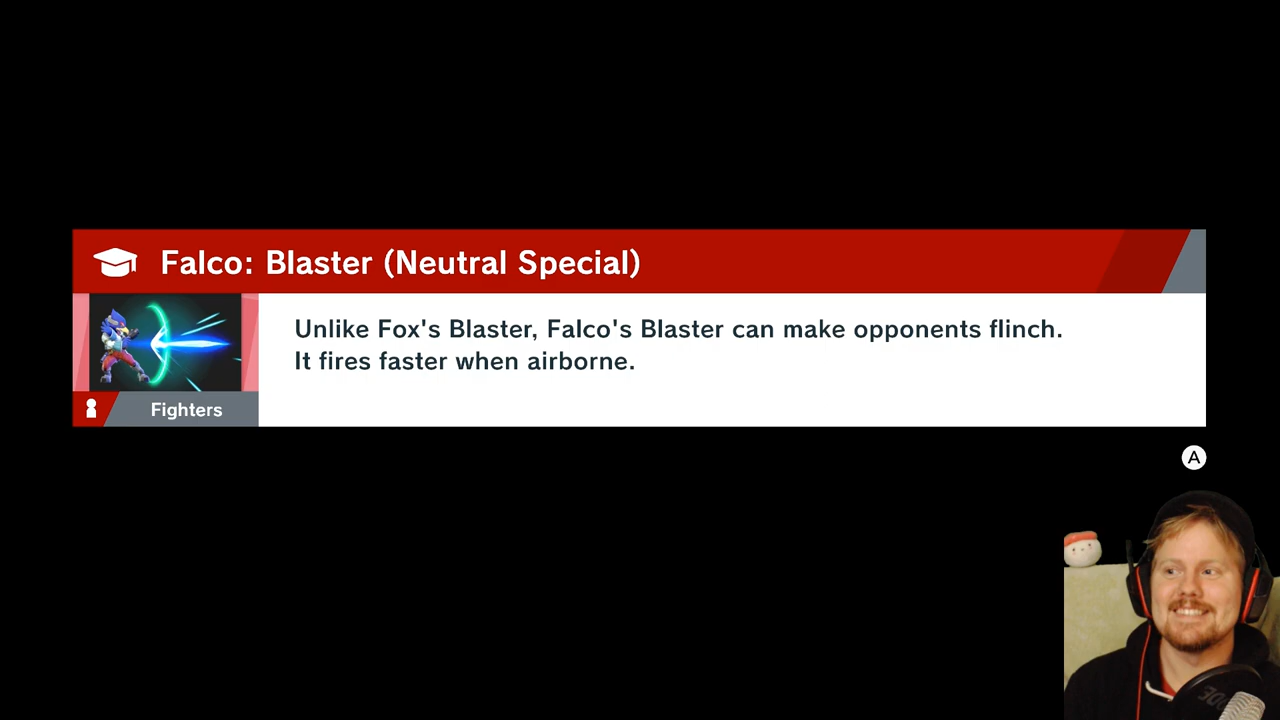 Falco: Blaster (Neutral Special)
Unlike Fox's Blaster, Falco's Blaster can make opponents flinch.
It fires faster when airborne.
Fighters
A